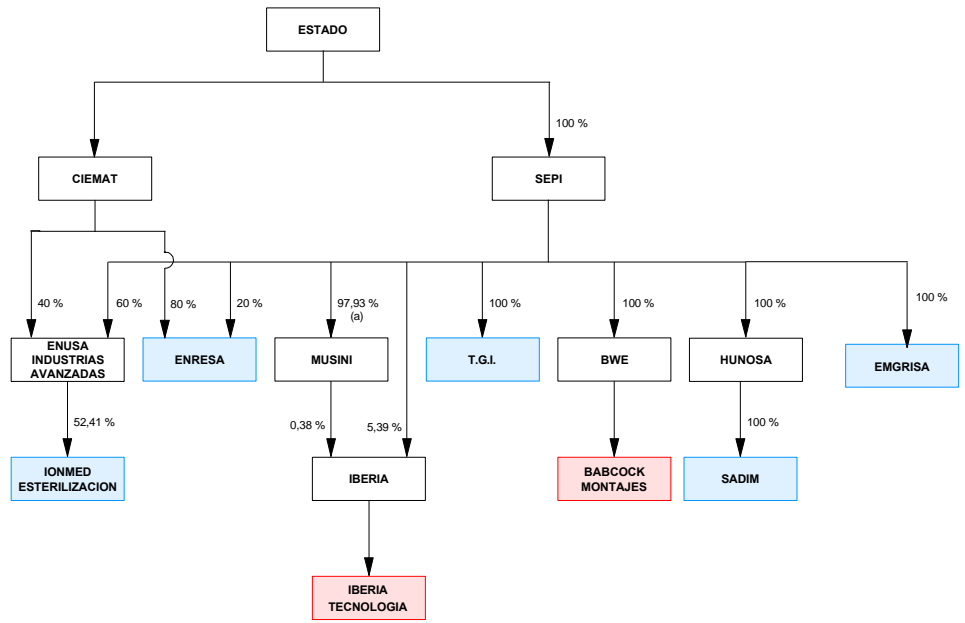 ESTADO
100 %
CIEMAT
SEPI
40 %
60 %
80 %
20 %
97,93 %
(a)
100 %
100 %
100 %
100 %
ENUSA
INDUSTRIAS
AVANZADAS
ENRESA
MUSINI
T.G.I.
BWE
HUNOSA
EMGRISA
52,41 %
0,38 %
5,39 %
100 %
IONMED
ESTERILIZACION
IBERIA
BABCOCK
MONTAJES
SADIM
IBERIA
TECNOLOGIA